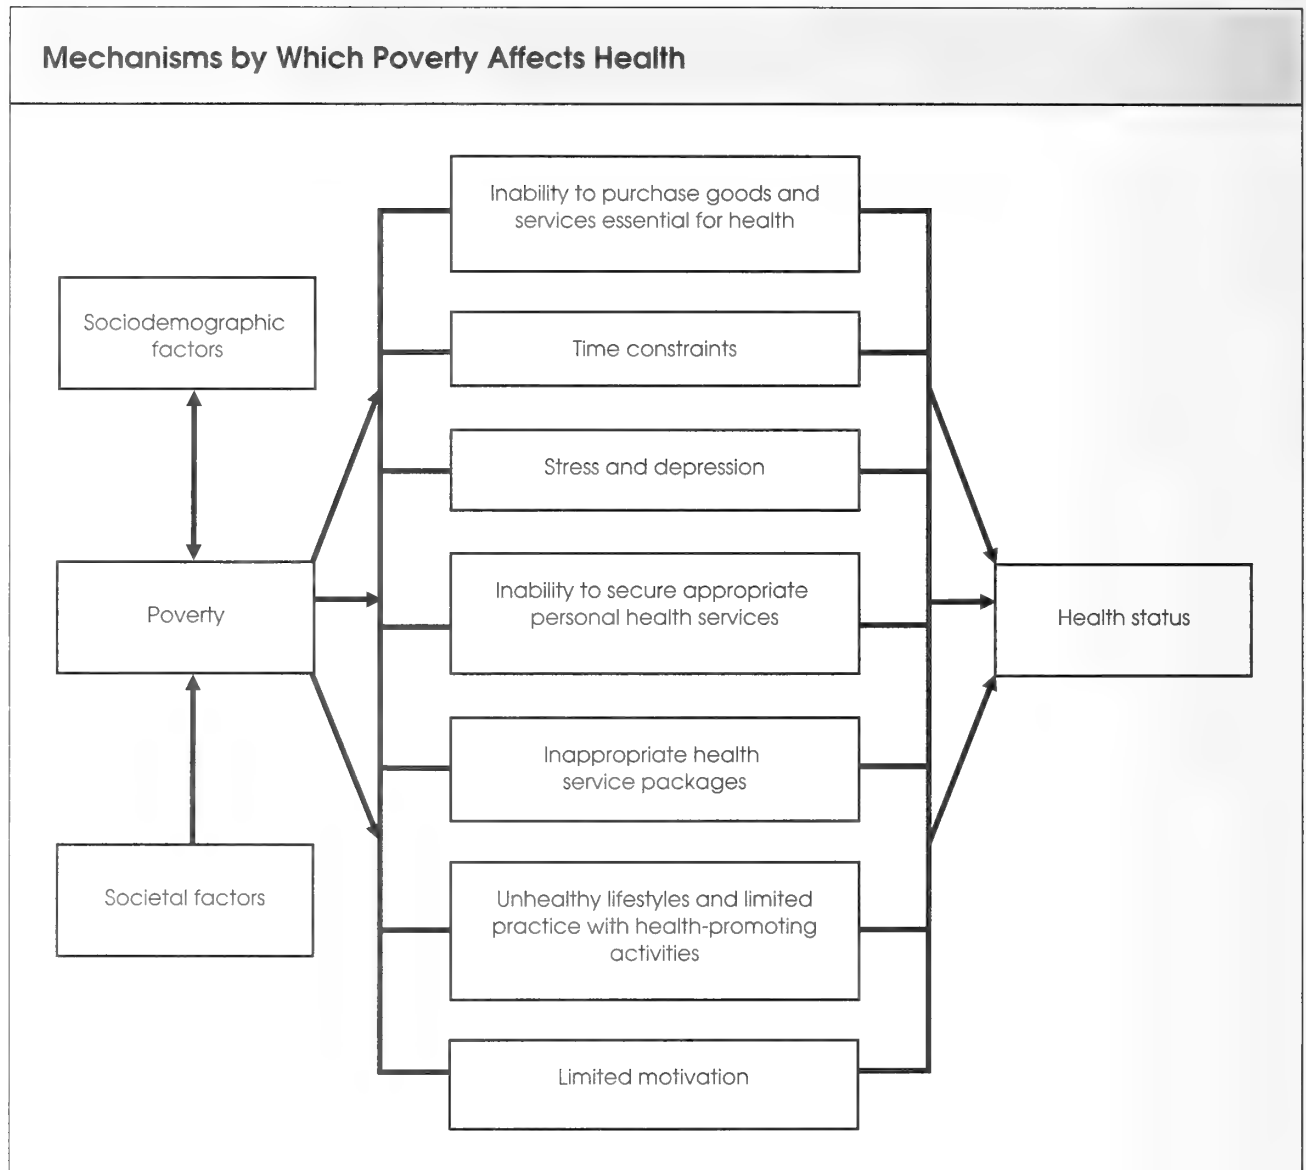 Mechanisms by Which Poverty Affects Health
Inability to purchase goods and
services essential for health
Sociodemographic
factors
Time constraints
Stress and depression
Inability to secure appropriate
personal health services
Poverty
Health status
Inappropriate health
service packages
Societal factors
Unhealthy lifestyles and limited
practice with health-promoting
activities
Limited motivation